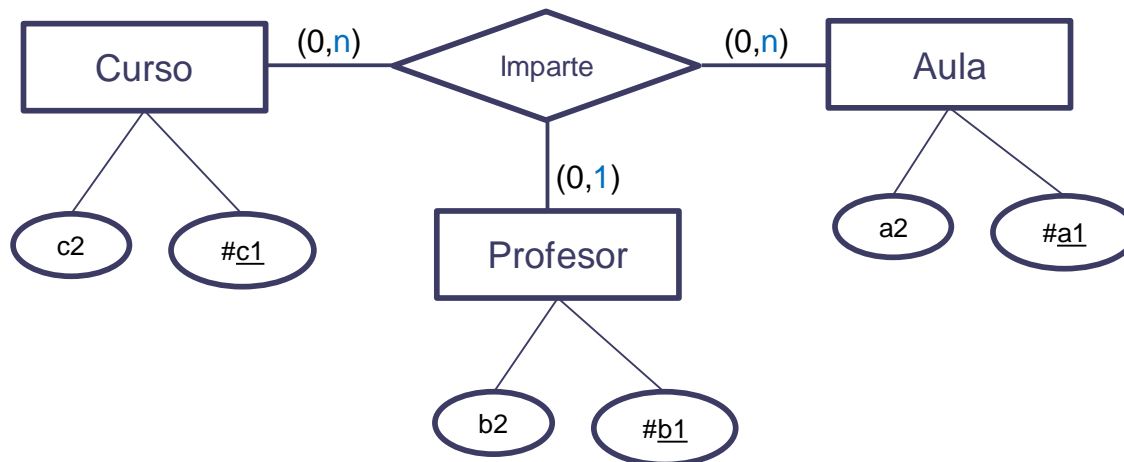 (0,n)
(0,n)
Curso
Imparte
Aula
(0,1)
c2
#c1
a2
#a1
Profesor
b2
#b1